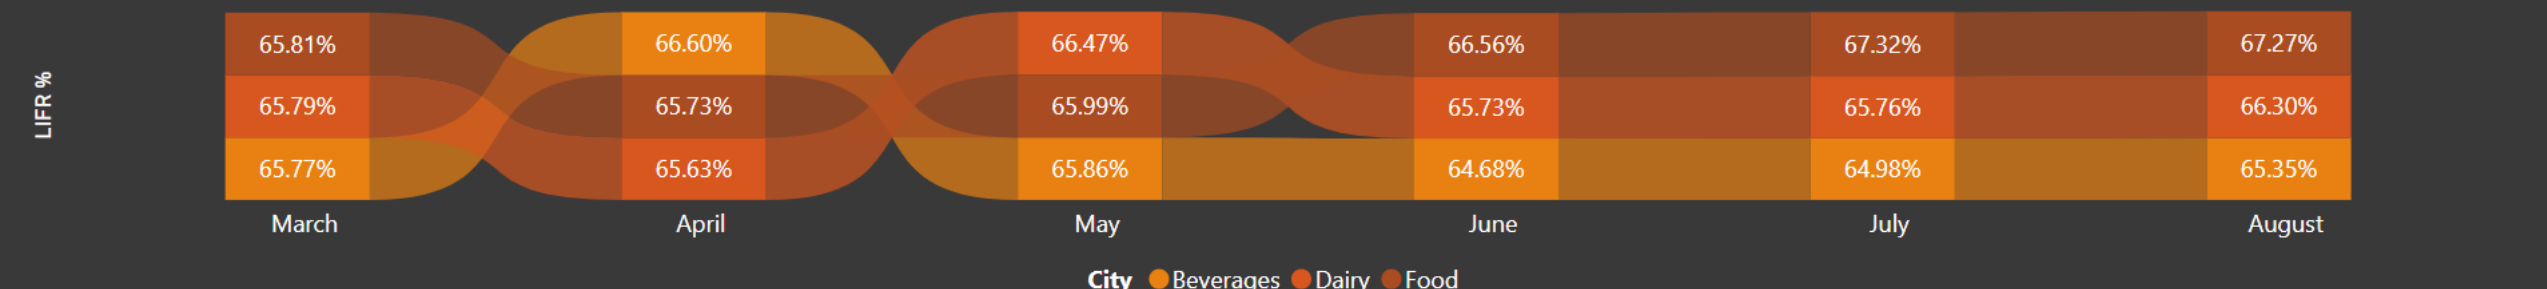 LIFR %
65.81% 66.60% 66.47% 66.56% 67.32% 67.27%
65.79% 65.73% 65.99% 65.73% 65.76% 66.30%
65.77% 65.63% 65.86% 64.68% 64.98% 65.35%
March April May June July August
City Beverages Dairy Food